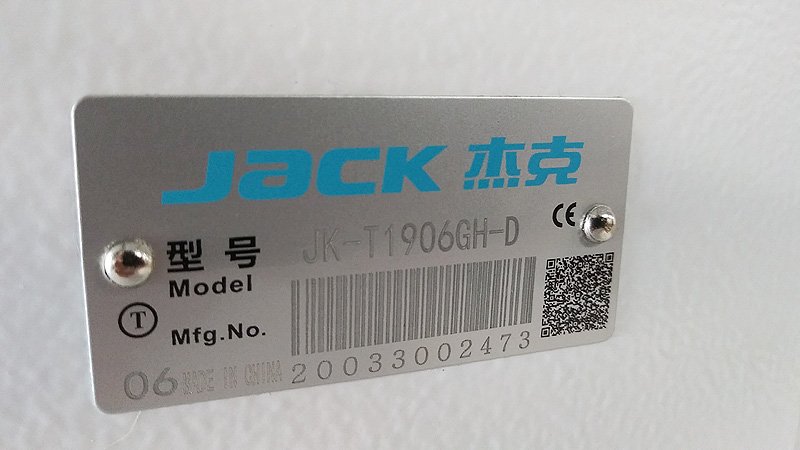 JACK 杰克
CE
型号 JK-T1906GH-D
Model
T
Mfg.No.
06 MADE IN CHINA 20033002473